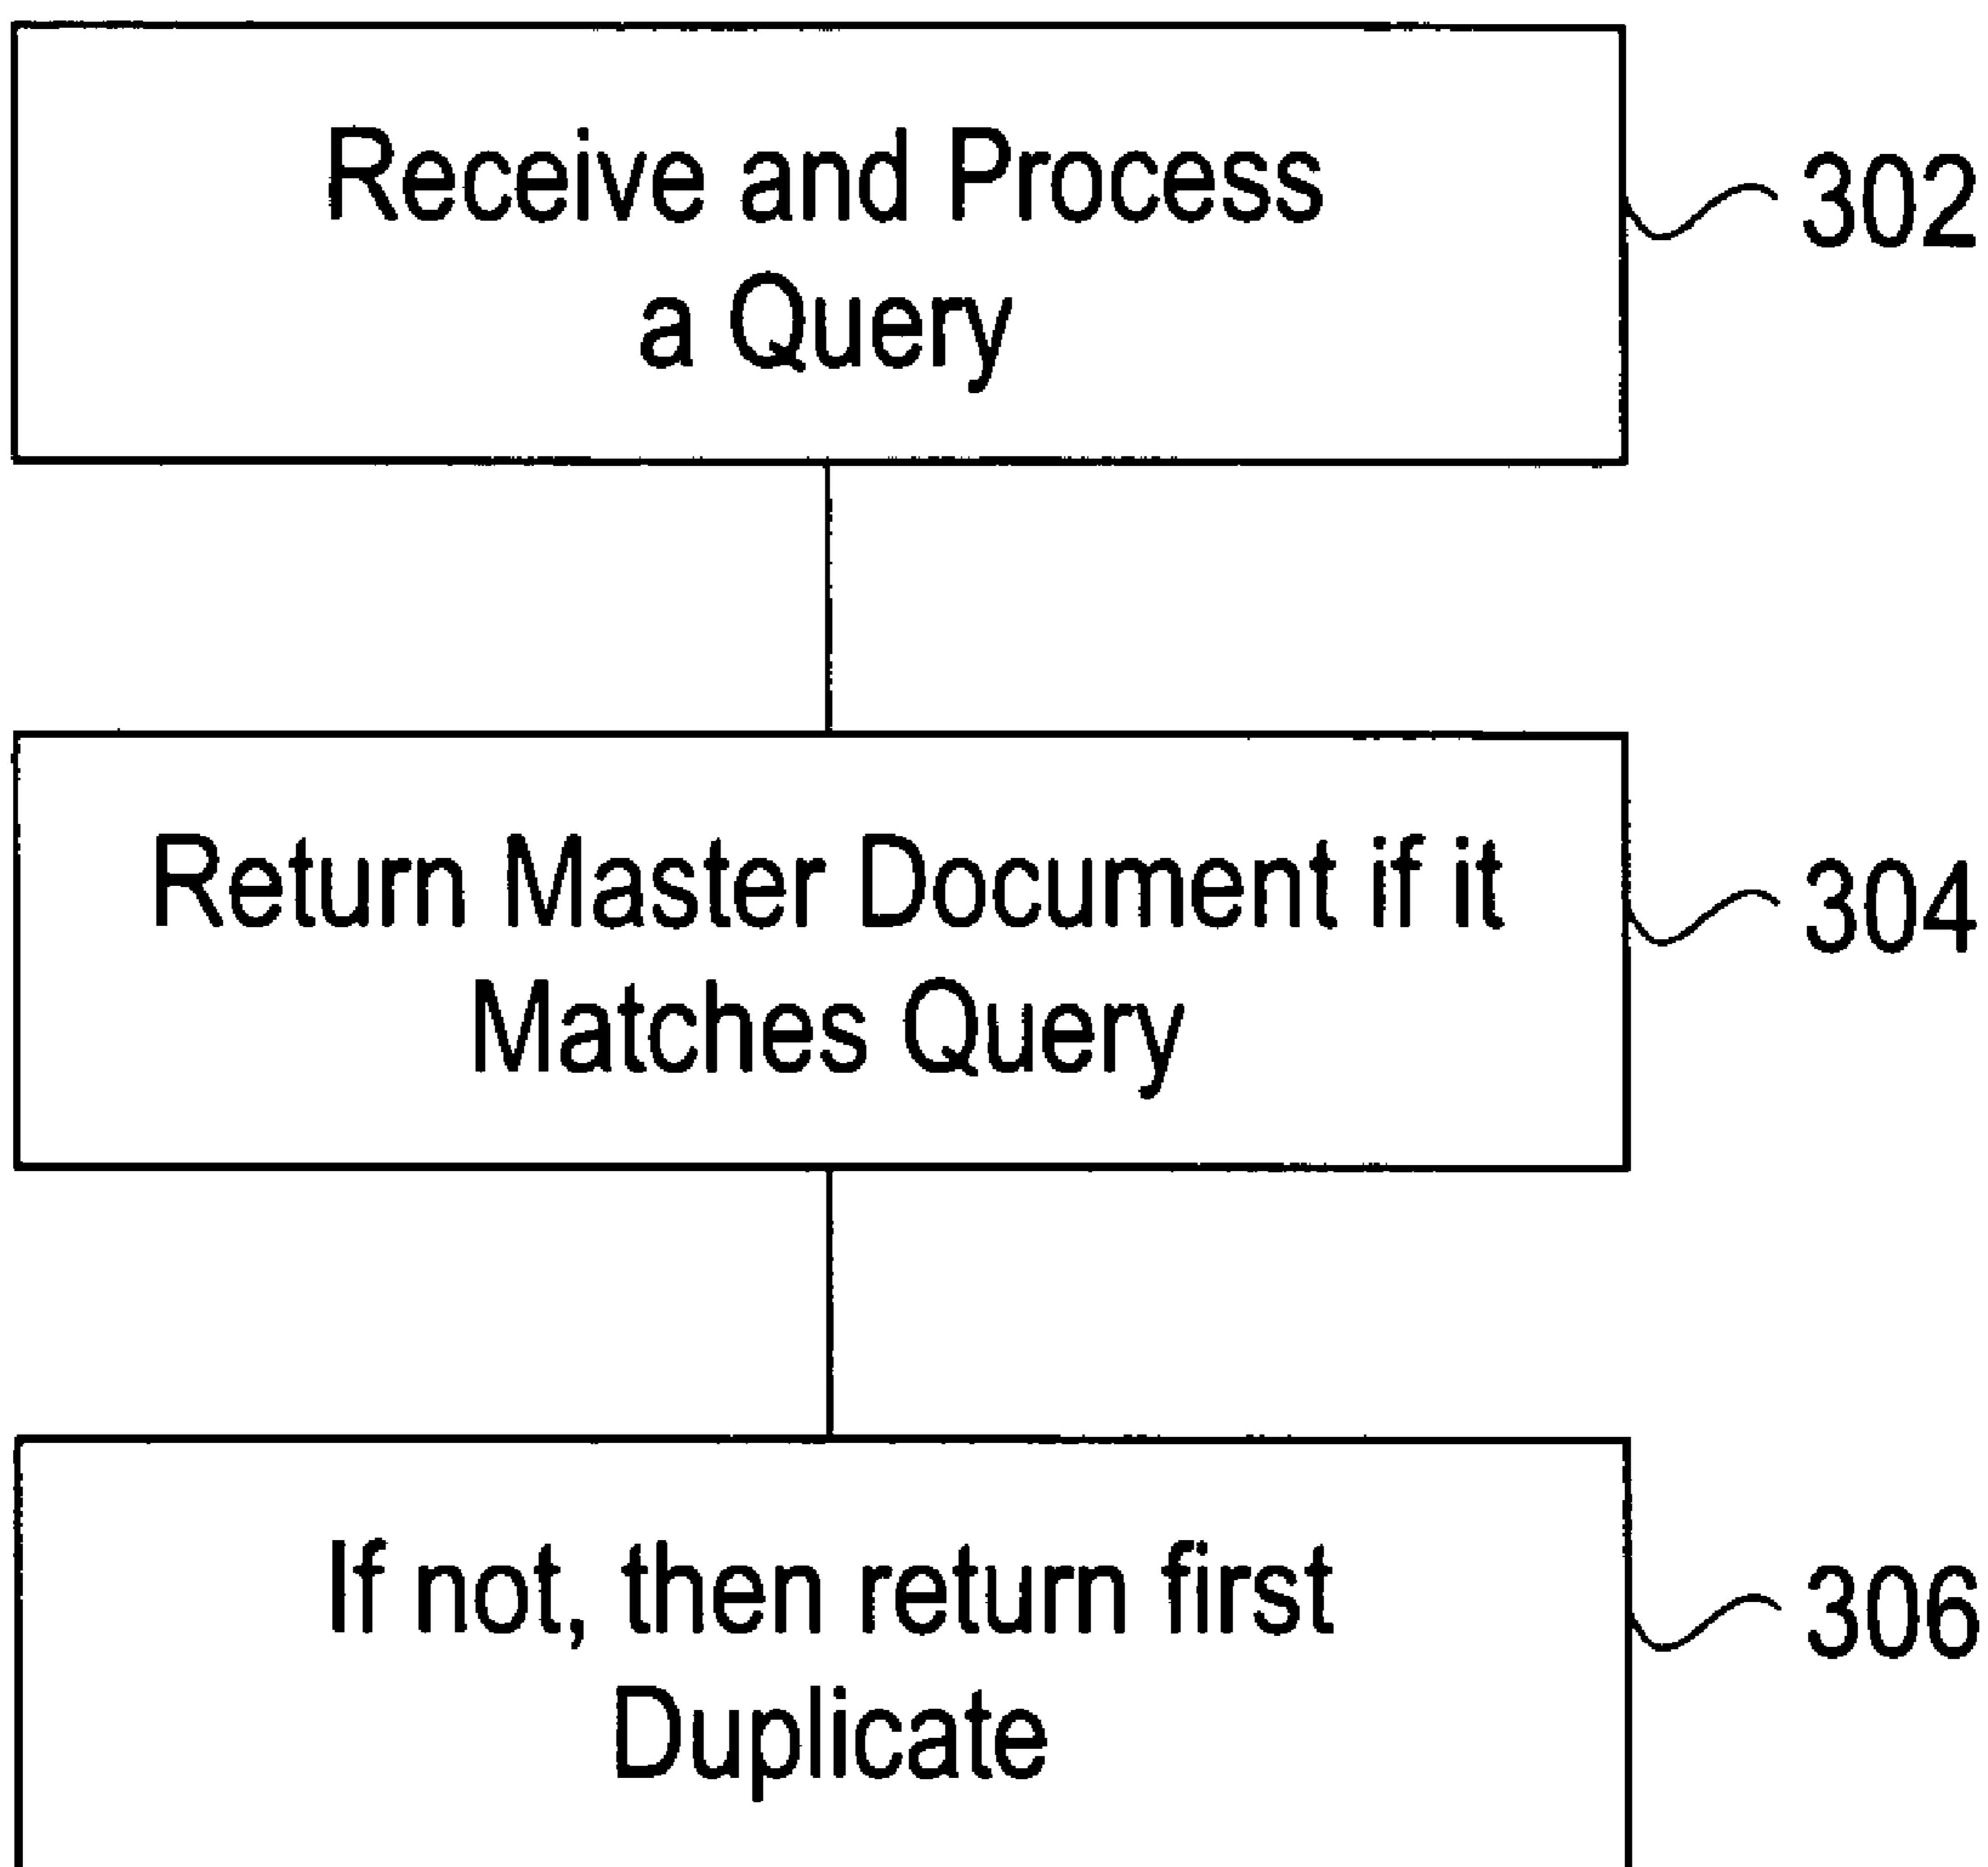 Receive and Process
a Query
302
Return Master Document if it
Matches Query
304
If not, then return first
Duplicate
306